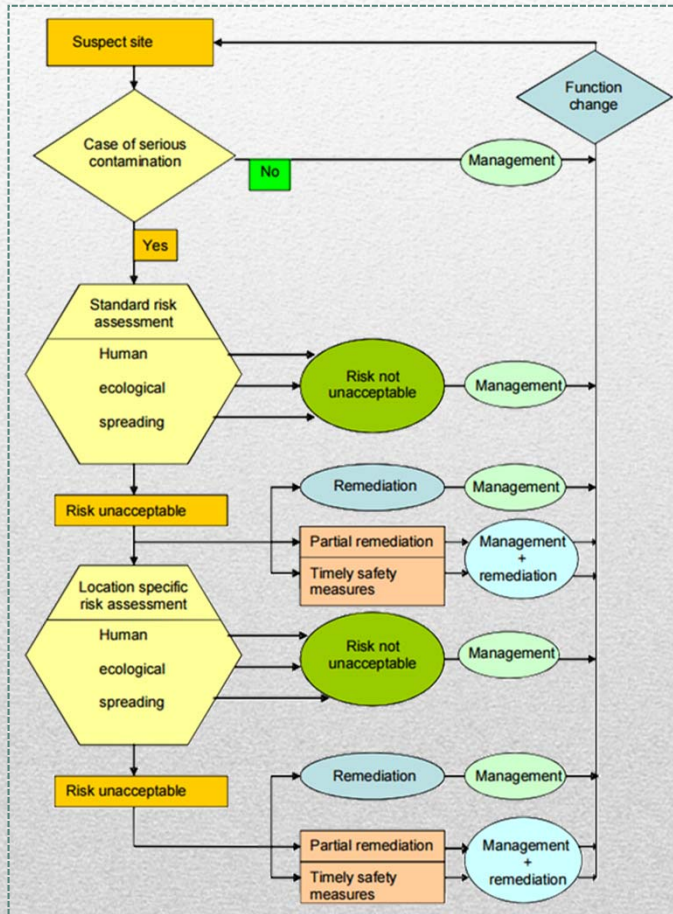 Suspect site
Function
change
Case of serious
contamination
No
Management
Yes
Standard risk
assessment
Human
ecological
spreading
Risk not
unacceptable
Management
Risk unacceptable
Remediation
Management
Partial remediation
Timely safety
measures
Management
+
remediation
Location specific
risk assessment
Human
ecological
spreading
Risk not
unacceptable
Management
Risk unacceptable
Remediation
Management
Partial remediation
Timely safety
measures
Management
+
remediation